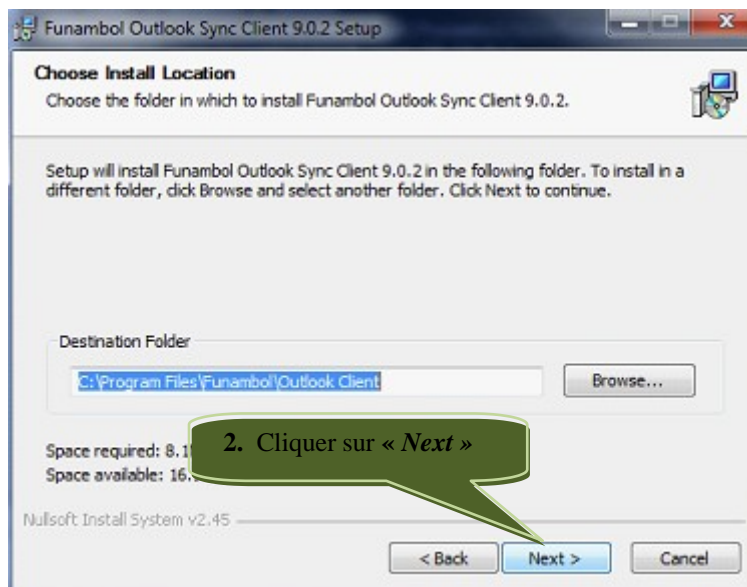 Funambol Outlook Sync Client 9.0.2 Setup
Choose Install Location
Choose the folder in which to install Funambol Outlook Sync Client 9.0.2.
Setup will install Funambol Outlook Sync Client 9.0.2 in the following folder. To install in a
different folder, click Browse and select another folder. Click Next to continue.
Destination Folder
C:\Program Files\Funambol\Outlook Client
Browse...
2. Cliquer sur « Next »
Space required: 8.1
Space available: 16.
Nullsoft Install System v2.45
< Back Next > Cancel